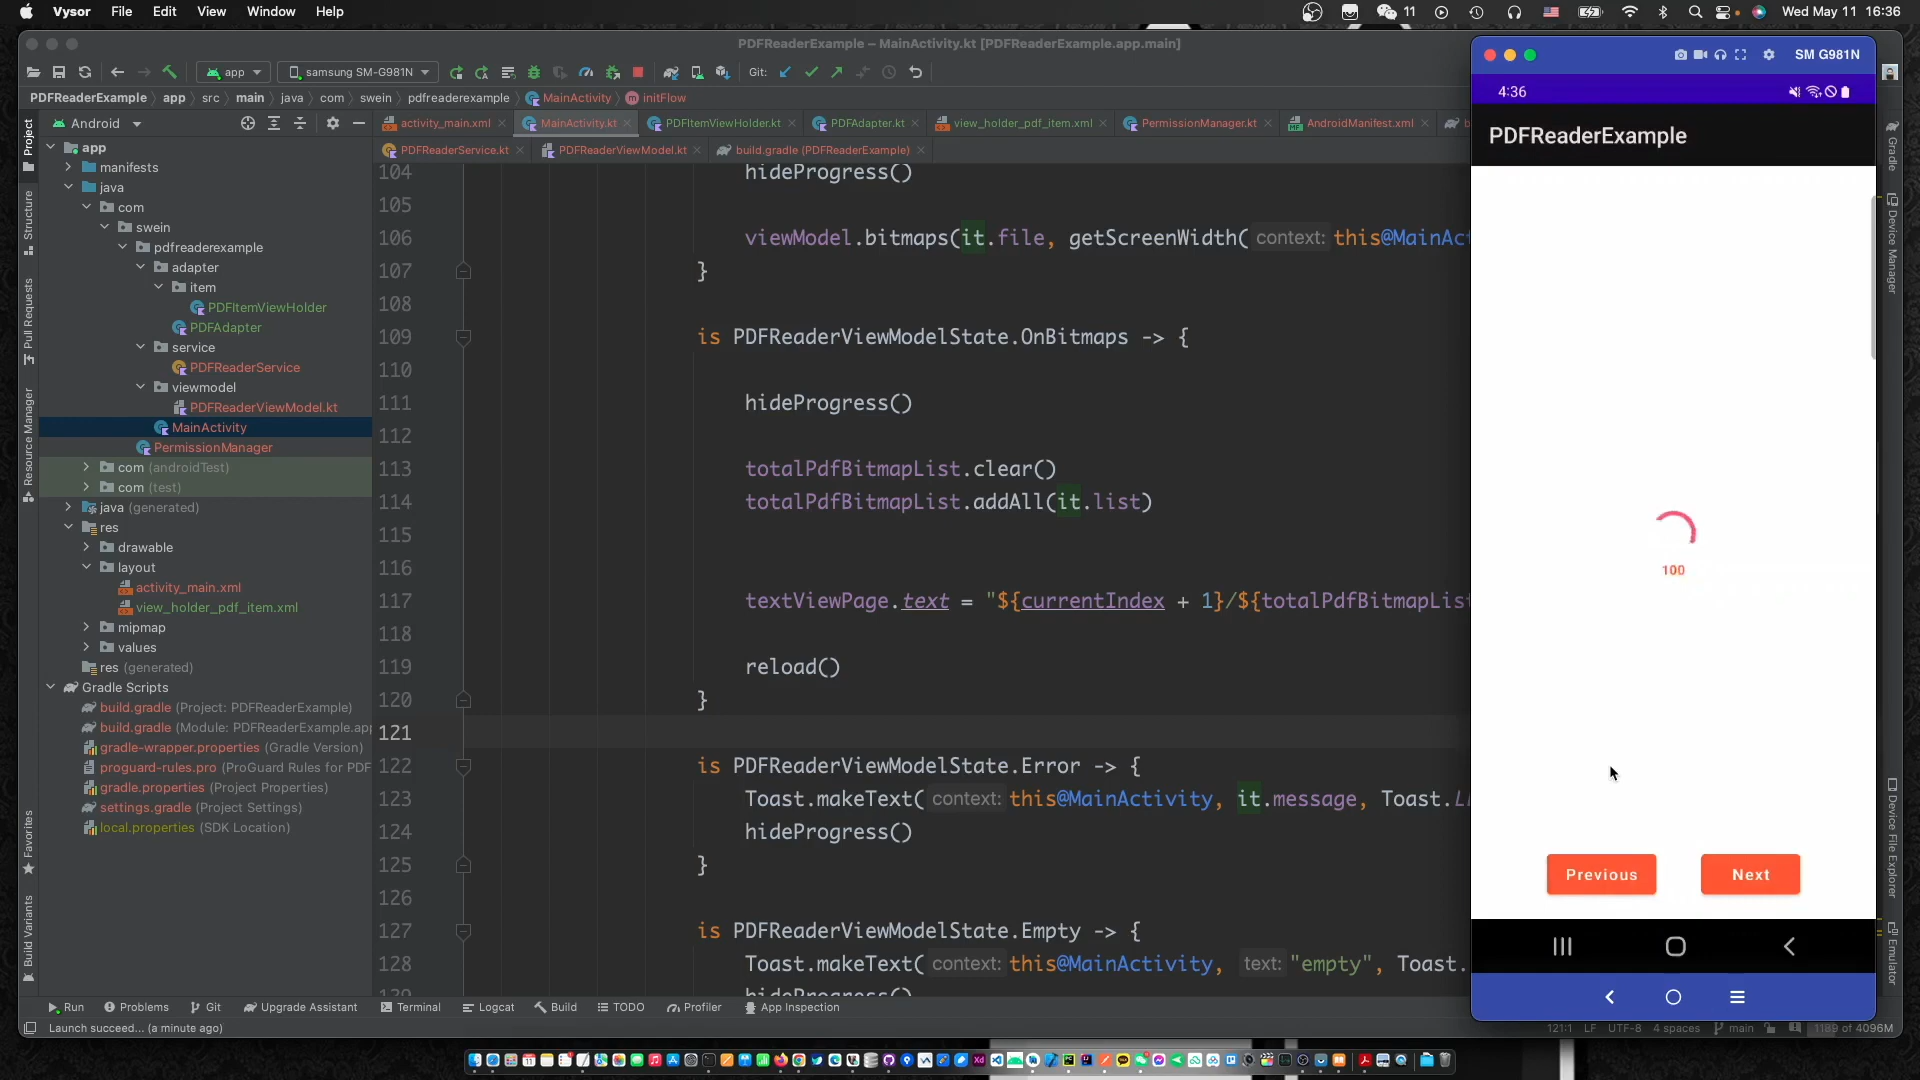 Vysor File Edit View Window Help
11
Wed May 11 16:36
PDFReaderExample – MainActivity.kt [PDFReaderExample.app.main]
app
samsung SM-G981N
Git:
PDFReaderExample app src main java com swein pdfreaderexample MainActivity initFlow
Android
activity_main.xml
MainActivity.kt
PDFItemViewHolder.kt
PDFAdapter.kt
view_holder_pdf_item.xml
PermissionManager.kt
AndroidManifest.xml
PDFReaderService.kt
PDFReaderViewModel.kt
build.gradle (PDFReaderExample)
Project
Structure
Pull Requests
Resource Manager
Favorites
Build Variants
app
manifests
java
com
swein
pdfreaderexample
adapter
item
PDFItemViewHolder
PDFAdapter
service
PDFReaderService
viewmodel
PDFReaderViewModel.kt
MainActivity
PermissionManager
com (androidTest)
com (test)
java (generated)
res
drawable
layout
activity_main.xml
view_holder_pdf_item.xml
mipmap
values
res (generated)
Gradle Scripts
build.gradle (Project: PDFReaderExample)
build.gradle (Module: PDFReaderExample.app
gradle-wrapper.properties (Gradle Version)
proguard-rules.pro (ProGuard Rules for PDF
gradle.properties (Project Properties)
settings.gradle (Project Settings)
local.properties (SDK Location)
104 hideProgress()
105
106 viewModel.bitmaps(it.file, getScreenWidth( context: this@MainAct
107 }
108
109 is PDFReaderViewModelState.OnBitmaps -> {
110
111 hideProgress()
112
113 totalPdfBitmapList.clear()
114 totalPdfBitmapList.addAll(it.list)
115
116
117 textViewPage.text = "${currentIndex + 1}/${totalPdfBitmapList
118
119 reload()
120 }
121
122 is PDFReaderViewModelState.Error -> {
123 Toast.makeText( context: this@MainActivity, it.message, Toast.LE
124 hideProgress()
125 }
126
127 is PDFReaderViewModelState.Empty -> {
128 Toast.makeText( context: this@MainActivity, text: "empty", Toast.
129 hideProgress()
SM G981N
4:36
PDFReaderExample
100
Previous
Next
Gradle
Device Manager
Device File Explorer
Emulator
Run Problems Git Upgrade Assistant Terminal Logcat Build TODO Profiler App Inspection
Launch succeed... (a minute ago)
121:1 LF UTF-8 4 spaces main 1189 of 4096M